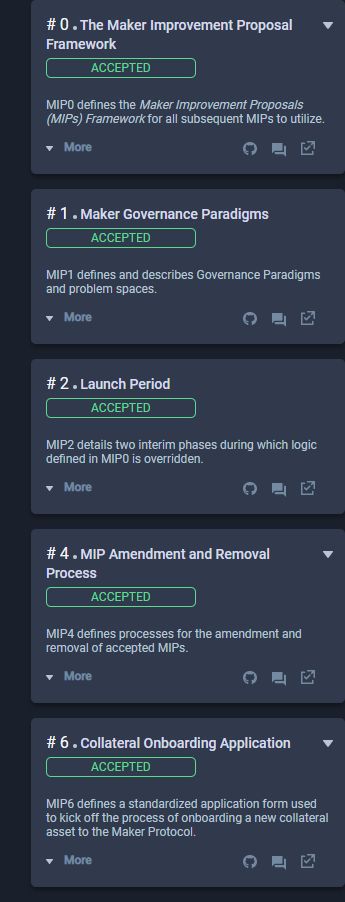 # 0 . The Maker Improvement Proposal
Framework
ACCEPTED
MIP0 defines the Maker Improvement Proposals
(MIPs) Framework for all subsequent MIPs to utilize.
More
# 1 . Maker Governance Paradigms
ACCEPTED
MIP1 defines and describes Governance Paradigms
and problem spaces.
More
# 2 . Launch Period
ACCEPTED
MIP2 details two interim phases during which logic
defined in MIP0 is overridden.
More
# 4 . MIP Amendment and Removal
Process
ACCEPTED
MIP4 defines processes for the amendment and
removal of accepted MIPs.
More
# 6 . Collateral Onboarding Application
ACCEPTED
MIP6 defines a standardized application form used
to kick off the process of onboarding a new collateral
asset to the Maker Protocol.
More